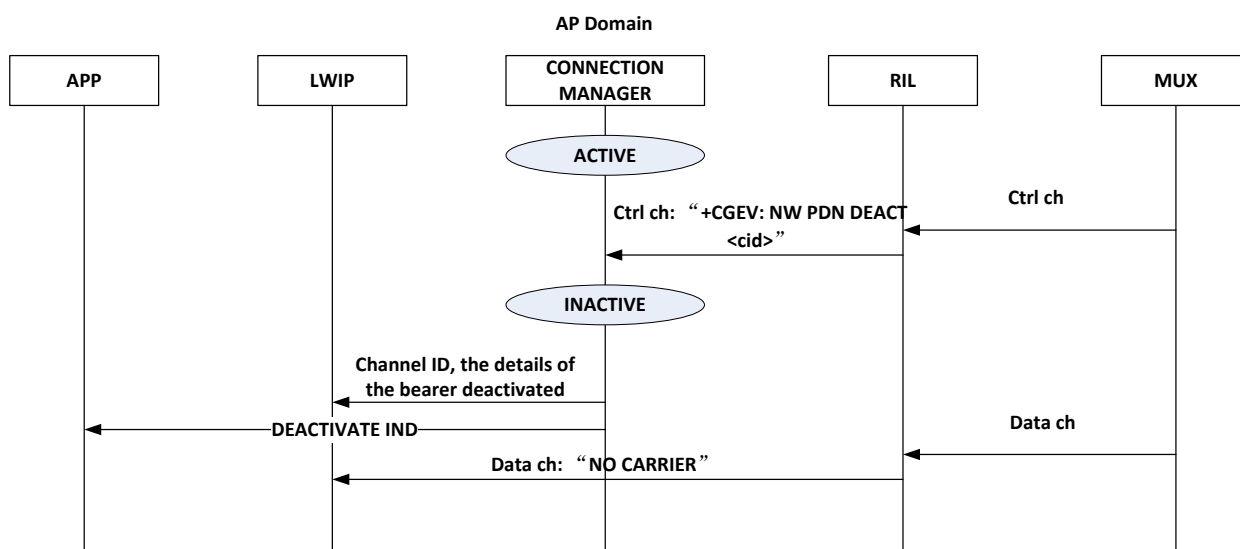 AP Domain
APP
LWIP
CONNECTION
MANAGER
RIL
MUX
ACTIVE
Ctrl ch
Ctrl ch: “+CGEV: NW PDN DEACT
<cid>”
INACTIVE
Channel ID, the details of
the bearer deactivated
DEACTIVATE IND
Data ch
Data ch: “NO CARRIER”